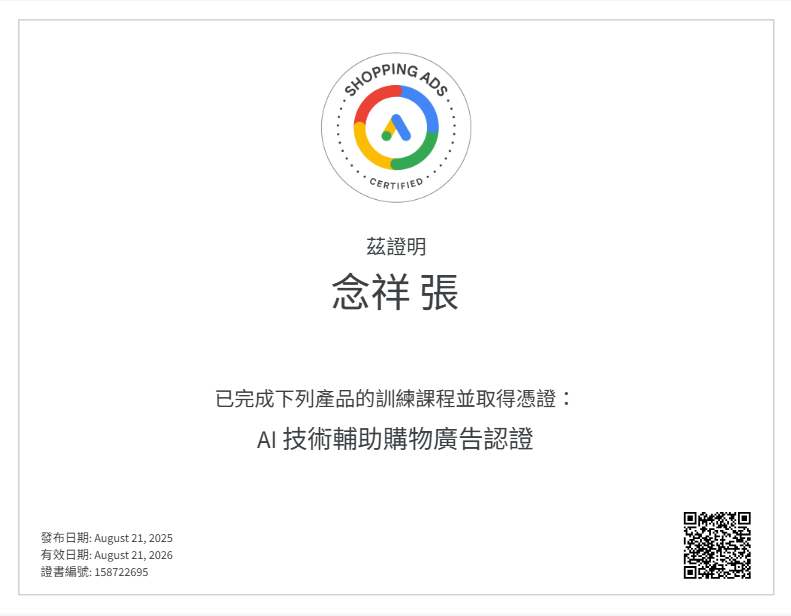 SHOPPING ADS
CERTIFIED
茲證明
念祥 張
已完成下列產品的訓練課程並取得憑證：
AI 技術輔助購物廣告認證
發布日期: August 21, 2025
有效日期: August 21, 2026
證書編號: 158722695